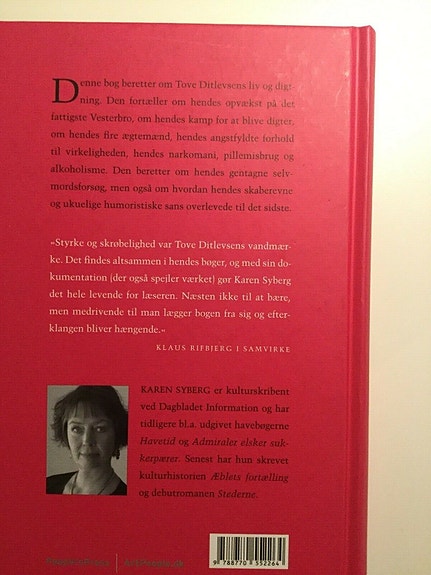 Denne bog beretter om Tove Ditlevsens liv og digt-
ning. Den fortæller om hendes opvækst på det
fattigste Vesterbro, om hendes kamp for at blive digter,
om hendes fire ægtemænd, hendes angstfyldte forhold
til virkeligheden, hendes narkomani, pillemisbrug og
alkoholisme. Den beretter om hendes gentagne selv-
mordsforsøg, men også om hvordan hendes skaberevne
og ukuelige humoristiske sans overlevede til det sidste.
»Styrke og skrøbelighed var Tove Ditlevsens vandmær-
ke. Det findes altsammen i hendes bøger, og med sin do-
kumentation (der også spejler værket) gør Karen Syberg
det hele levende for læseren. Næsten ikke til at bære,
men medrivende til man lægger bogen fra sig og efter-
klangen bliver hængende.«
KLAUS RIFBJERG I SAMVIRKE
KAREN SYBERG er kulturskribent
ved Dagbladet Information og har
tidligere bl.a. udgivet havebøgerne
Havetid og Admiraler elsker suk-
kerpærer. Senest har hun skrevet
kulturhistorien Æblets fortælling
og debutromanen Stederne.
9 788770 552264